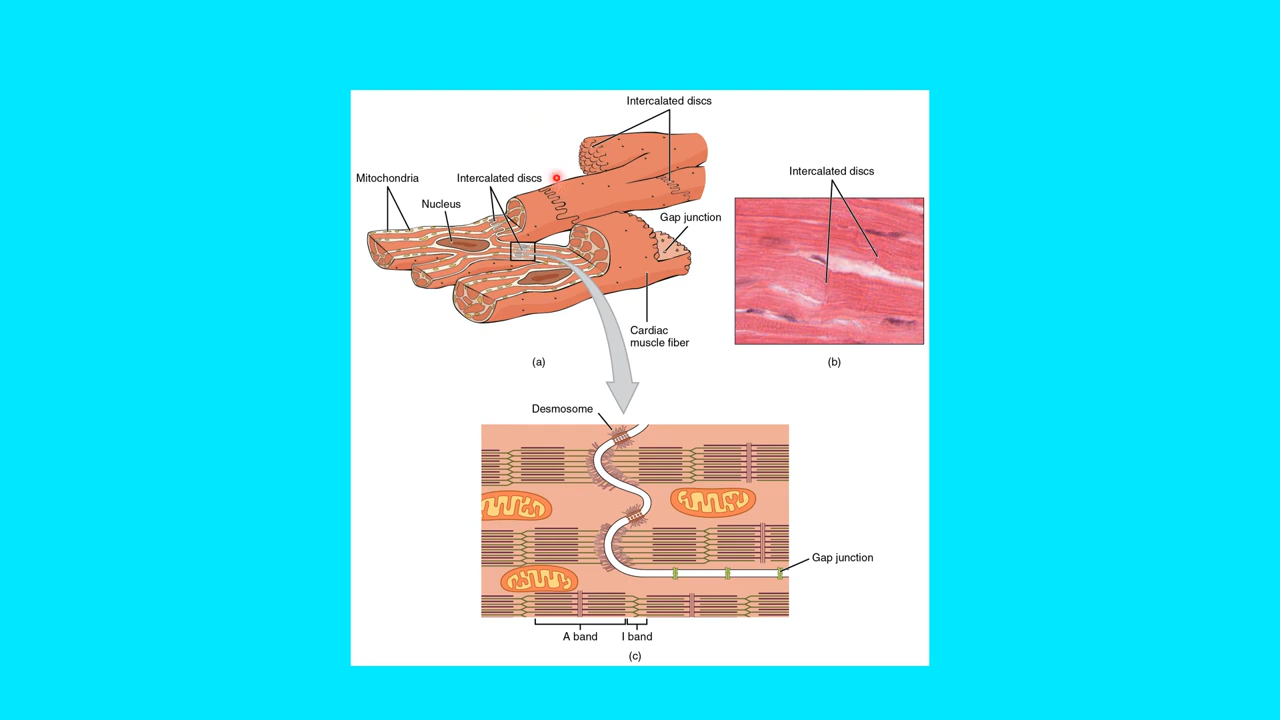 Intercalated discs
Mitochondria
Intercalated discs
Nucleus
Gap junction
Cardiac
muscle fiber
(a)
Intercalated discs
(b)
Desmosome
Gap junction
A band
I band
(c)